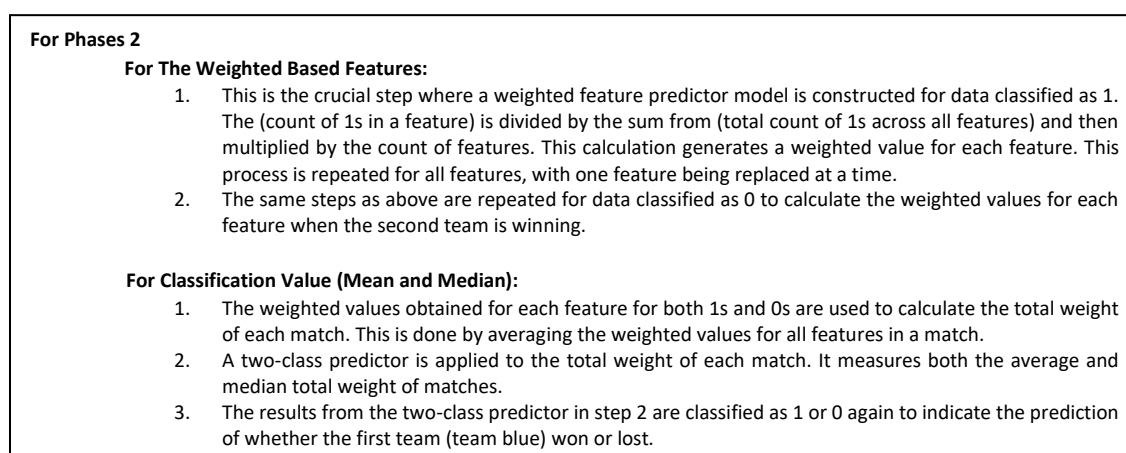 For Phases 2
For The Weighted Based Features:
1. This is the crucial step where a weighted feature predictor model is constructed for data classified as 1.
The (count of 1s in a feature) is divided by the sum from (total count of 1s across all features) and then
multiplied by the count of features. This calculation generates a weighted value for each feature. This
process is repeated for all features, with one feature being replaced at a time.
2. The same steps as above are repeated for data classified as 0 to calculate the weighted values for each
feature when the second team is winning.
For Classification Value (Mean and Median):
1. The weighted values obtained for each feature for both 1s and 0s are used to calculate the total weight
of each match. This is done by averaging the weighted values for all features in a match.
2. A two-class predictor is applied to the total weight of each match. It measures both the average and
median total weight of matches.
3. The results from the two-class predictor in step 2 are classified as 1 or 0 again to indicate the prediction
of whether the first team (team blue) won or lost.